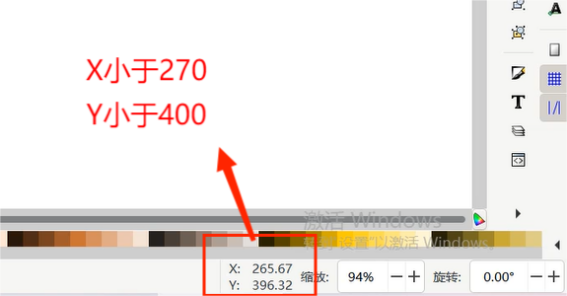 X小于270
Y小于400
T
激活 Windows
转到"设置"以激活 Windows
X: 265.67
Y: 396.32
缩放: 94% − +
旋转: 0.00° − +